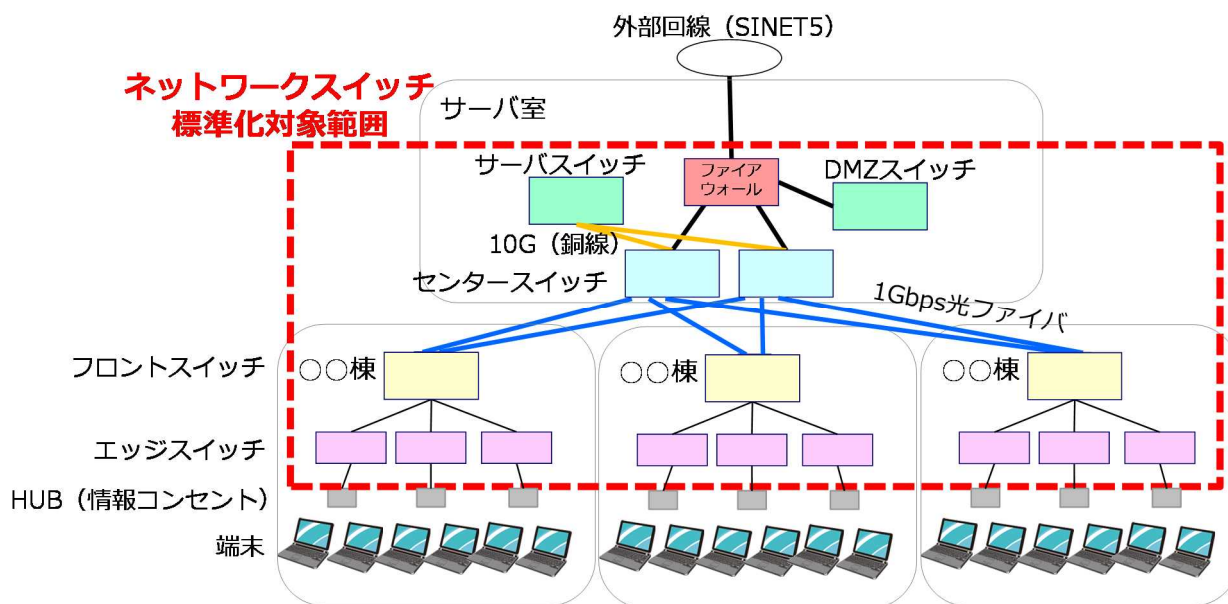 外部回線（SINET5）
ネットワークスイッチ
標準化対象範囲
サーバ室
サーバスイッチ
ファイア
ウォール
DMZスイッチ
10G（銅線）
センタースイッチ
1Gbps光ファイバ
フロントスイッチ
○○棟
○○棟
○○棟
エッジスイッチ
HUB（情報コンセント）
端末